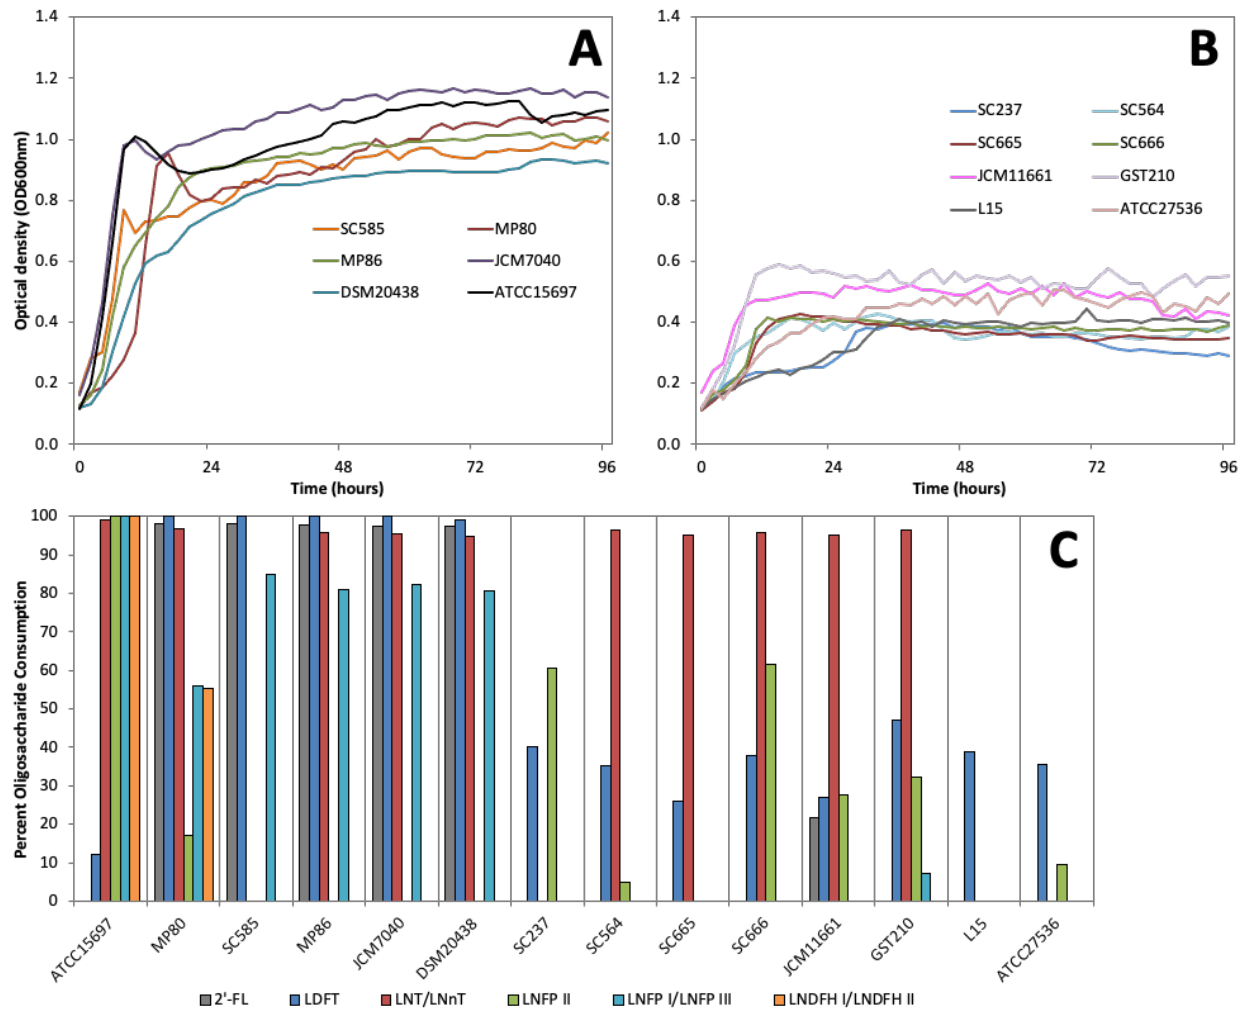 A
B
1.4
1.2
1.0
0.8
0.6
0.4
0.2
0.0
Optical density (OD600nm)
0 24 48 72 96
Time (hours)
SC585 MP80
MP86 JCM7040
DSM20438 ATCC15697
1.4
1.2
1.0
0.8
0.6
0.4
0.2
0.0
0 24 48 72 96
Time (hours)
SC237 SC564
SC665 SC666
JCM11661 GST210
L15 ATCC27536
C
100
90
80
70
60
50
40
30
20
10
0
Percent Oligosaccharide Consumption
ATCC15697 MP80 SC585 MP86 JCM7040 DSM20438 SC237 SC564 SC665 SC666 JCM11661 GST210 L15 ATCC27536
2'-FL LDFT LNT/LNnT LNFP II LNFP I/LNFP III LNDFH I/LNDFH II